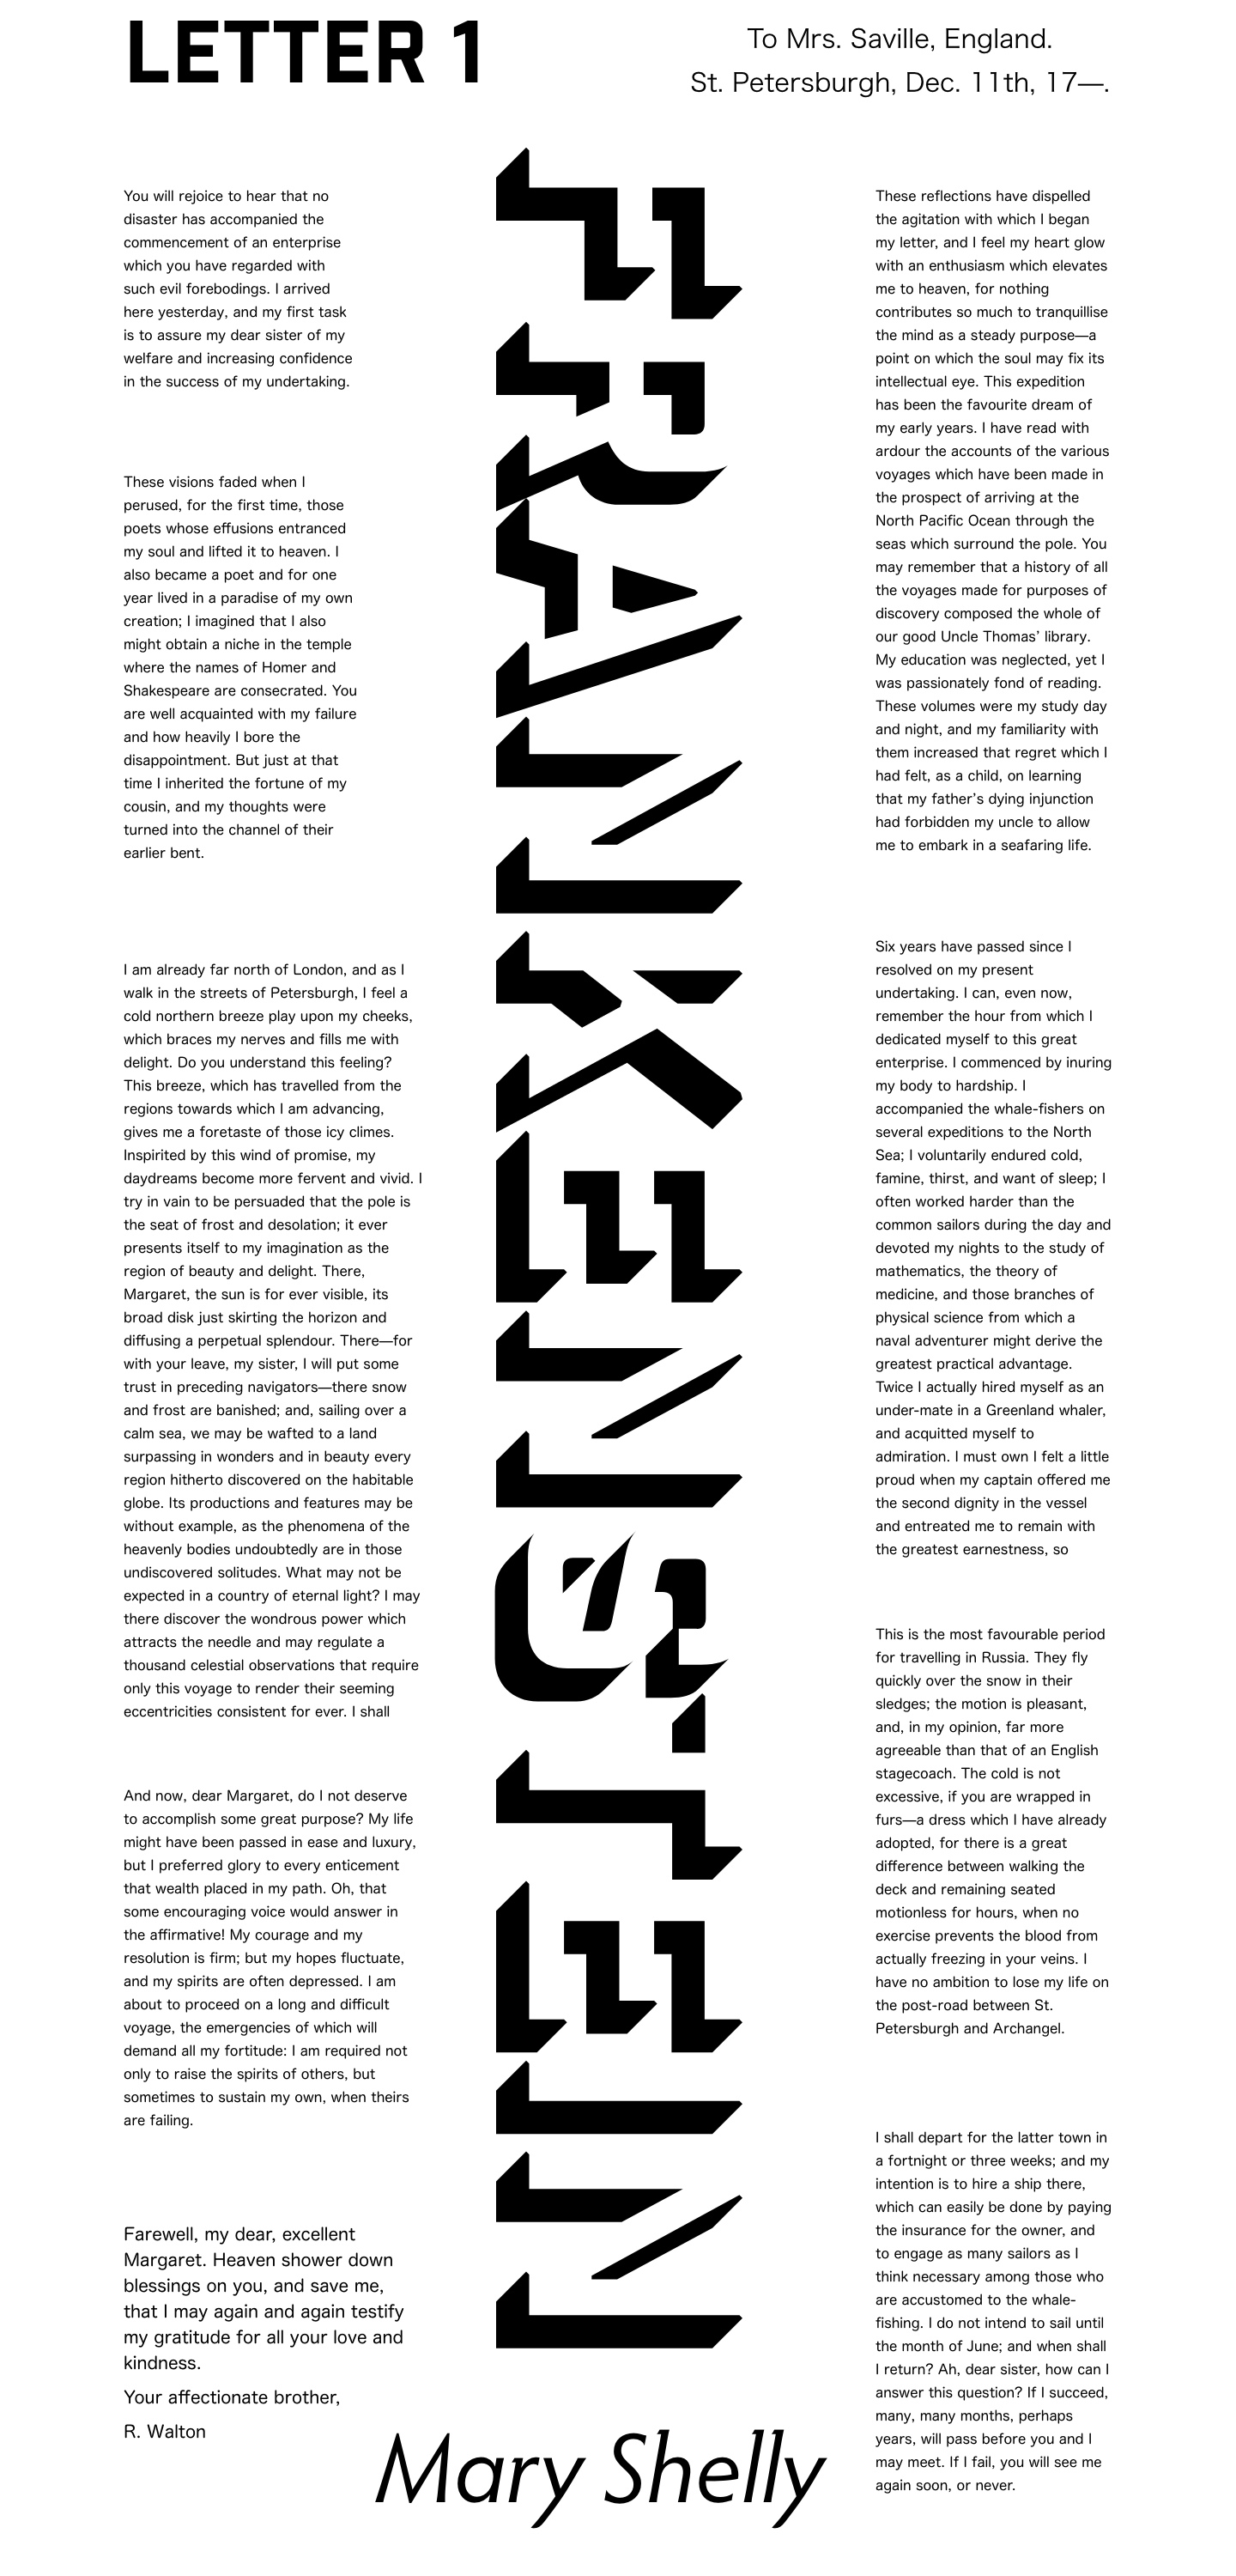 LETTER 1
To Mrs. Saville, England.
St. Petersburgh, Dec. 11th, 17—.
You will rejoice to hear that no
disaster has accompanied the
commencement of an enterprise
which you have regarded with
such evil forebodings. I arrived
here yesterday, and my first task
is to assure my dear sister of my
welfare and increasing confidence
in the success of my undertaking.
These visions faded when I
perused, for the first time, those
poets whose effusions entranced
my soul and lifted it to heaven. I
also became a poet and for one
year lived in a paradise of my own
creation; I imagined that I also
might obtain a niche in the temple
where the names of Homer and
Shakespeare are consecrated. You
are well acquainted with my failure
and how heavily I bore the
disappointment. But just at that
time I inherited the fortune of my
cousin, and my thoughts were
turned into the channel of their
earlier bent.
I am already far north of London, and as I
walk in the streets of Petersburgh, I feel a
cold northern breeze play upon my cheeks,
which braces my nerves and fills me with
delight. Do you understand this feeling?
This breeze, which has travelled from the
regions towards which I am advancing,
gives me a foretaste of those icy climes.
Inspirited by this wind of promise, my
daydreams become more fervent and vivid. I
try in vain to be persuaded that the pole is
the seat of frost and desolation; it ever
presents itself to my imagination as the
region of beauty and delight. There,
Margaret, the sun is for ever visible, its
broad disk just skirting the horizon and
diffusing a perpetual splendour. There—for
with your leave, my sister, I will put some
trust in preceding navigators—there snow
and frost are banished; and, sailing over a
calm sea, we may be wafted to a land
surpassing in wonders and in beauty every
region hitherto discovered on the habitable
globe. Its productions and features may be
without example, as the phenomena of the
heavenly bodies undoubtedly are in those
undiscovered solitudes. What may not be
expected in a country of eternal light? I may
there discover the wondrous power which
attracts the needle and may regulate a
thousand celestial observations that require
only this voyage to render their seeming
eccentricities consistent for ever. I shall
And now, dear Margaret, do I not deserve
to accomplish some great purpose? My life
might have been passed in ease and luxury,
but I preferred glory to every enticement
that wealth placed in my path. Oh, that
some encouraging voice would answer in
the affirmative! My courage and my
resolution is firm; but my hopes fluctuate,
and my spirits are often depressed. I am
about to proceed on a long and difficult
voyage, the emergencies of which will
demand all my fortitude: I am required not
only to raise the spirits of others, but
sometimes to sustain my own, when theirs
are failing.
Farewell, my dear, excellent
Margaret. Heaven shower down
blessings on you, and save me,
that I may again and again testify
my gratitude for all your love and
kindness.
Your affectionate brother,
R. Walton
FRANKENSTEIN
These reflections have dispelled
the agitation with which I began
my letter, and I feel my heart glow
with an enthusiasm which elevates
me to heaven, for nothing
contributes so much to tranquillise
the mind as a steady purpose—a
point on which the soul may fix its
intellectual eye. This expedition
has been the favourite dream of
my early years. I have read with
ardour the accounts of the various
voyages which have been made in
the prospect of arriving at the
North Pacific Ocean through the
seas which surround the pole. You
may remember that a history of all
the voyages made for purposes of
discovery composed the whole of
our good Uncle Thomas’ library.
My education was neglected, yet I
was passionately fond of reading.
These volumes were my study day
and night, and my familiarity with
them increased that regret which I
had felt, as a child, on learning
that my father’s dying injunction
had forbidden my uncle to allow
me to embark in a seafaring life.
Six years have passed since I
resolved on my present
undertaking. I can, even now,
remember the hour from which I
dedicated myself to this great
enterprise. I commenced by inuring
my body to hardship. I
accompanied the whale-fishers on
several expeditions to the North
Sea; I voluntarily endured cold,
famine, thirst, and want of sleep; I
often worked harder than the
common sailors during the day and
devoted my nights to the study of
mathematics, the theory of
medicine, and those branches of
physical science from which a
naval adventurer might derive the
greatest practical advantage.
Twice I actually hired myself as an
under-mate in a Greenland whaler,
and acquitted myself to
admiration. I must own I felt a little
proud when my captain offered me
the second dignity in the vessel
and entreated me to remain with
the greatest earnestness, so
This is the most favourable period
for travelling in Russia. They fly
quickly over the snow in their
sledges; the motion is pleasant,
and, in my opinion, far more
agreeable than that of an English
stagecoach. The cold is not
excessive, if you are wrapped in
furs—a dress which I have already
adopted, for there is a great
difference between walking the
deck and remaining seated
motionless for hours, when no
exercise prevents the blood from
actually freezing in your veins. I
have no ambition to lose my life on
the post-road between St.
Petersburgh and Archangel.
I shall depart for the latter town in
a fortnight or three weeks; and my
intention is to hire a ship there,
which can easily be done by paying
the insurance for the owner, and
to engage as many sailors as I
think necessary among those who
are accustomed to the whale-
fishing. I do not intend to sail until
the month of June; and when shall
I return? Ah, dear sister, how can I
answer this question? If I succeed,
many, many months, perhaps
years, will pass before you and I
may meet. If I fail, you will see me
again soon, or never.
Mary Shelly